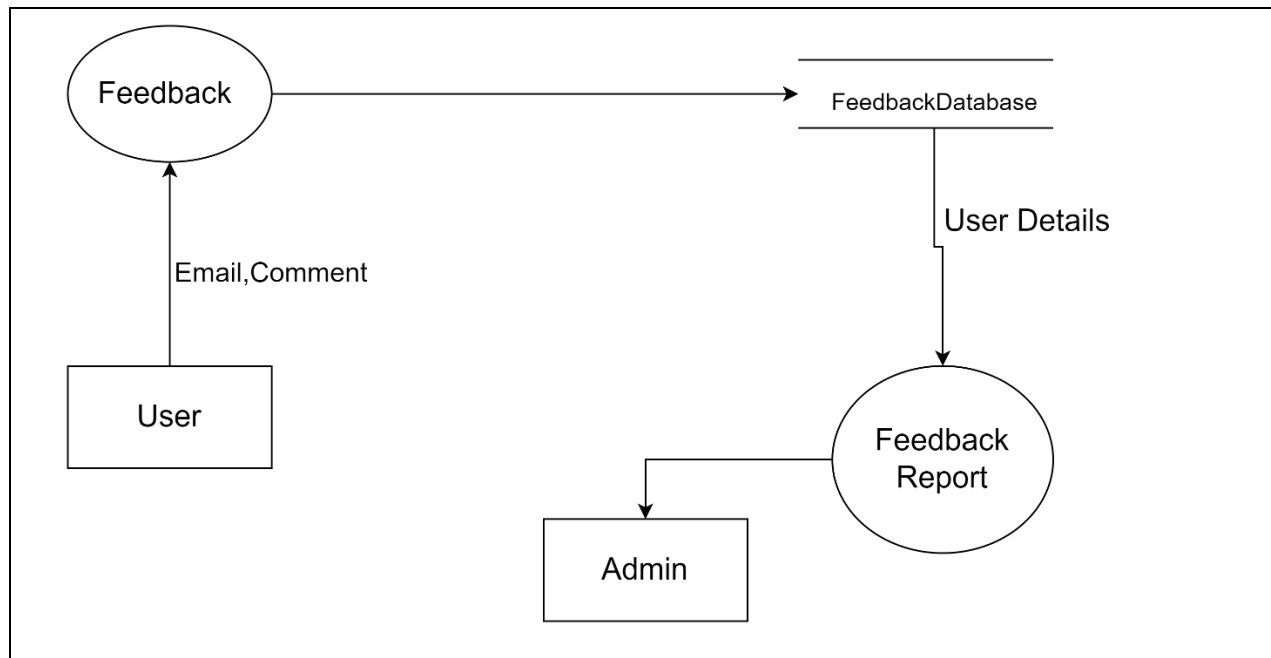 Feedback
FeedbackDatabase
User Details
Email,Comment
User
Feedback
Report
Admin